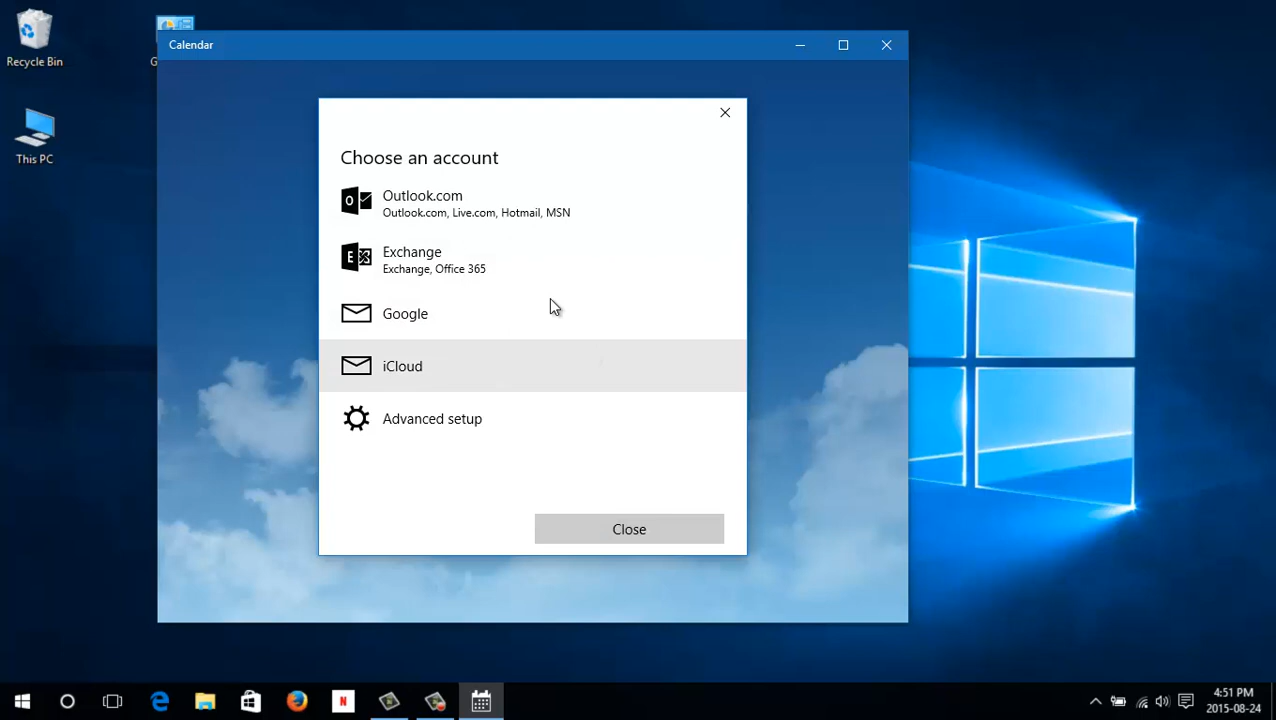 Recycle Bin
This PC
G
Calendar
Choose an account
Outlook.com
Outlook.com, Live.com, Hotmail, MSN
Exchange
Exchange, Office 365
Google
iCloud
Advanced setup
Close
4:51 PM
2015-08-24